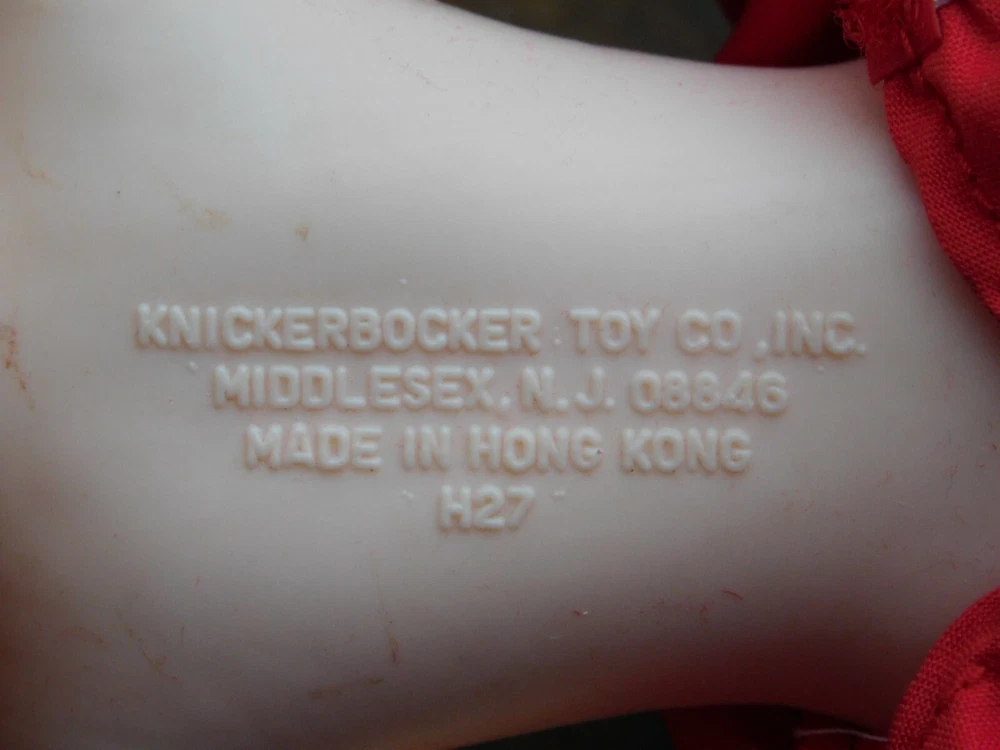 KNICKERBOCKER TOY CO ,INC.
MIDDLESEX, N.J. 08846
MADE IN HONG KONG
H27